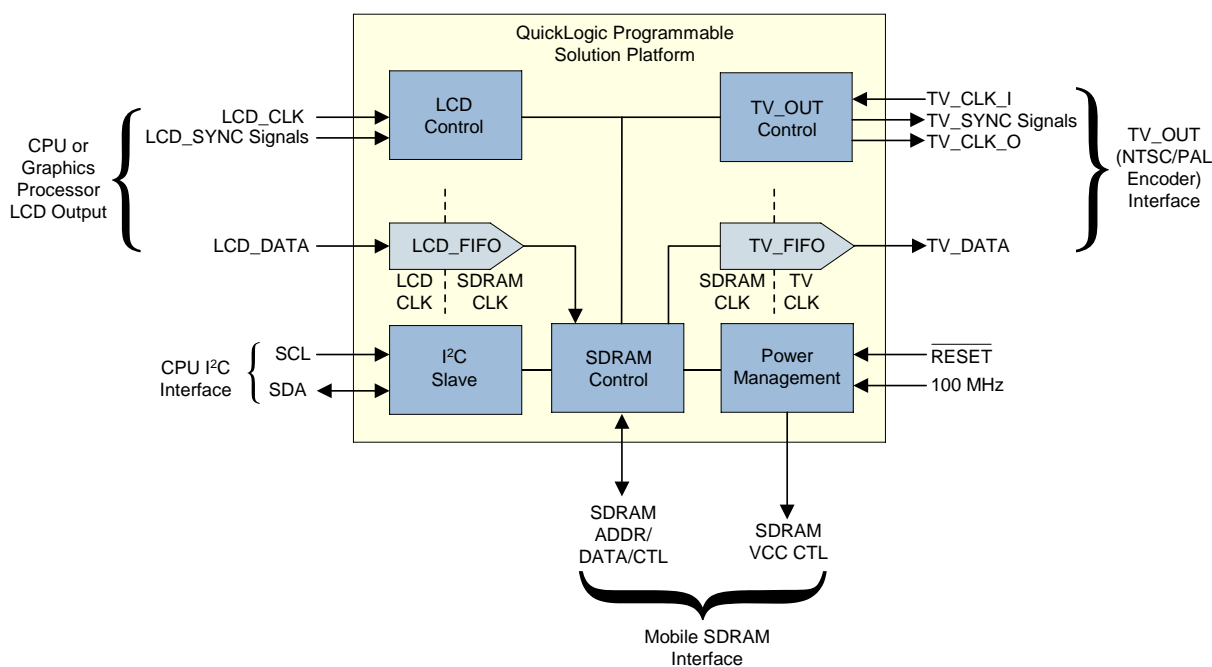 QuickLogic Programmable
Solution Platform
CPU or
Graphics
Processor
LCD Output
LCD_CLK
LCD_SYNC Signals
LCD
Control
TV_OUT
Control
TV_CLK_I
TV_SYNC Signals
TV_CLK_O
TV_OUT
(NTSC/PAL
Encoder)
Interface
LCD_DATA
LCD_FIFO
TV_FIFO
TV_DATA
LCD
CLK
SDRAM
CLK
SDRAM
CLK
TV
CLK
CPU I²C
Interface
SCL
SDA
I²C
Slave
SDRAM
Control
Power
Management
RESET
100 MHz
SDRAM
ADDR/
DATA/CTL
SDRAM
VCC CTL
Mobile SDRAM
Interface